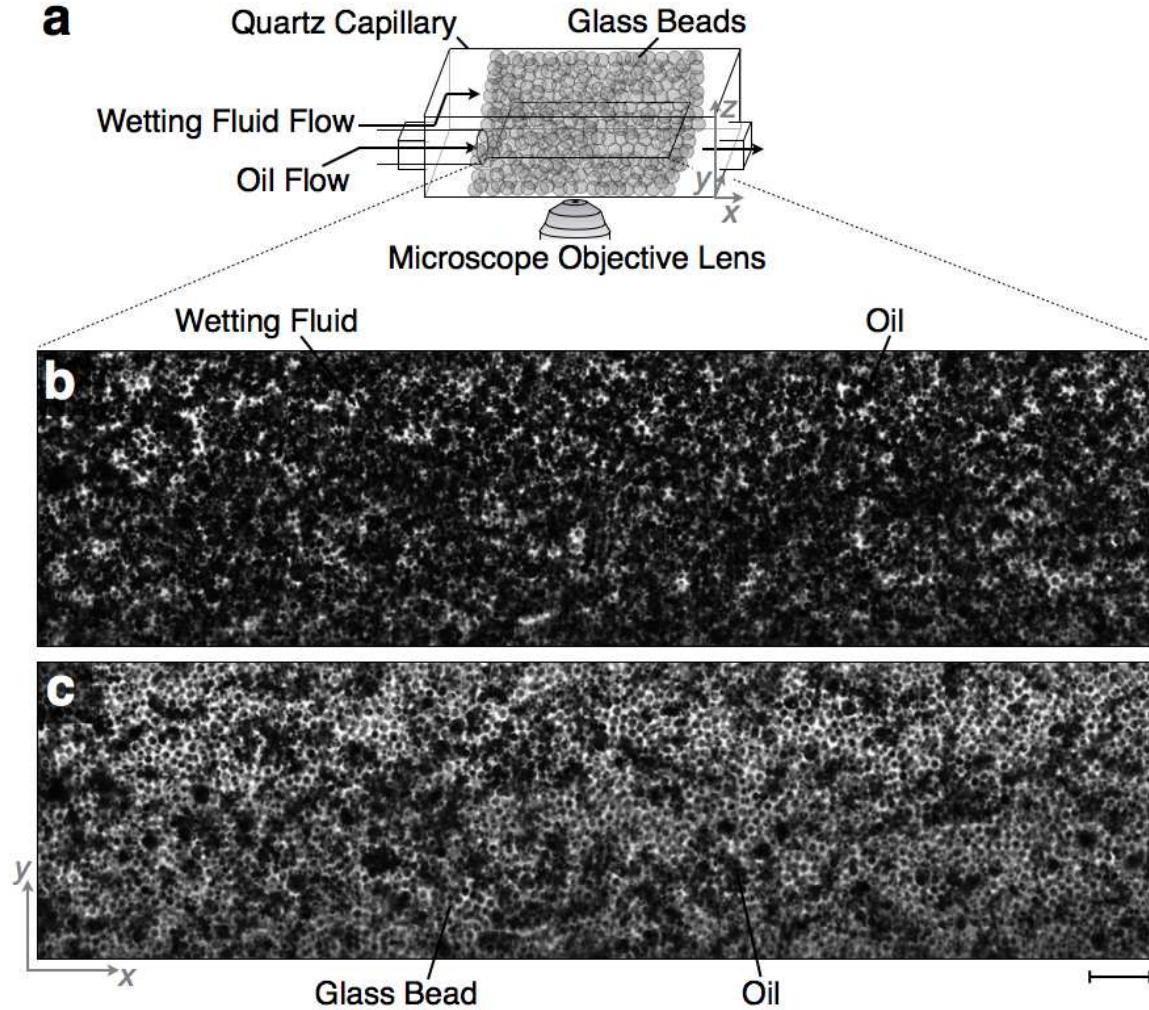 a
Quartz Capillary
Glass Beads
Wetting Fluid Flow
Oil Flow
z
y
x
Microscope Objective Lens
Wetting Fluid
Oil
b
c
y
x
Glass Bead
Oil